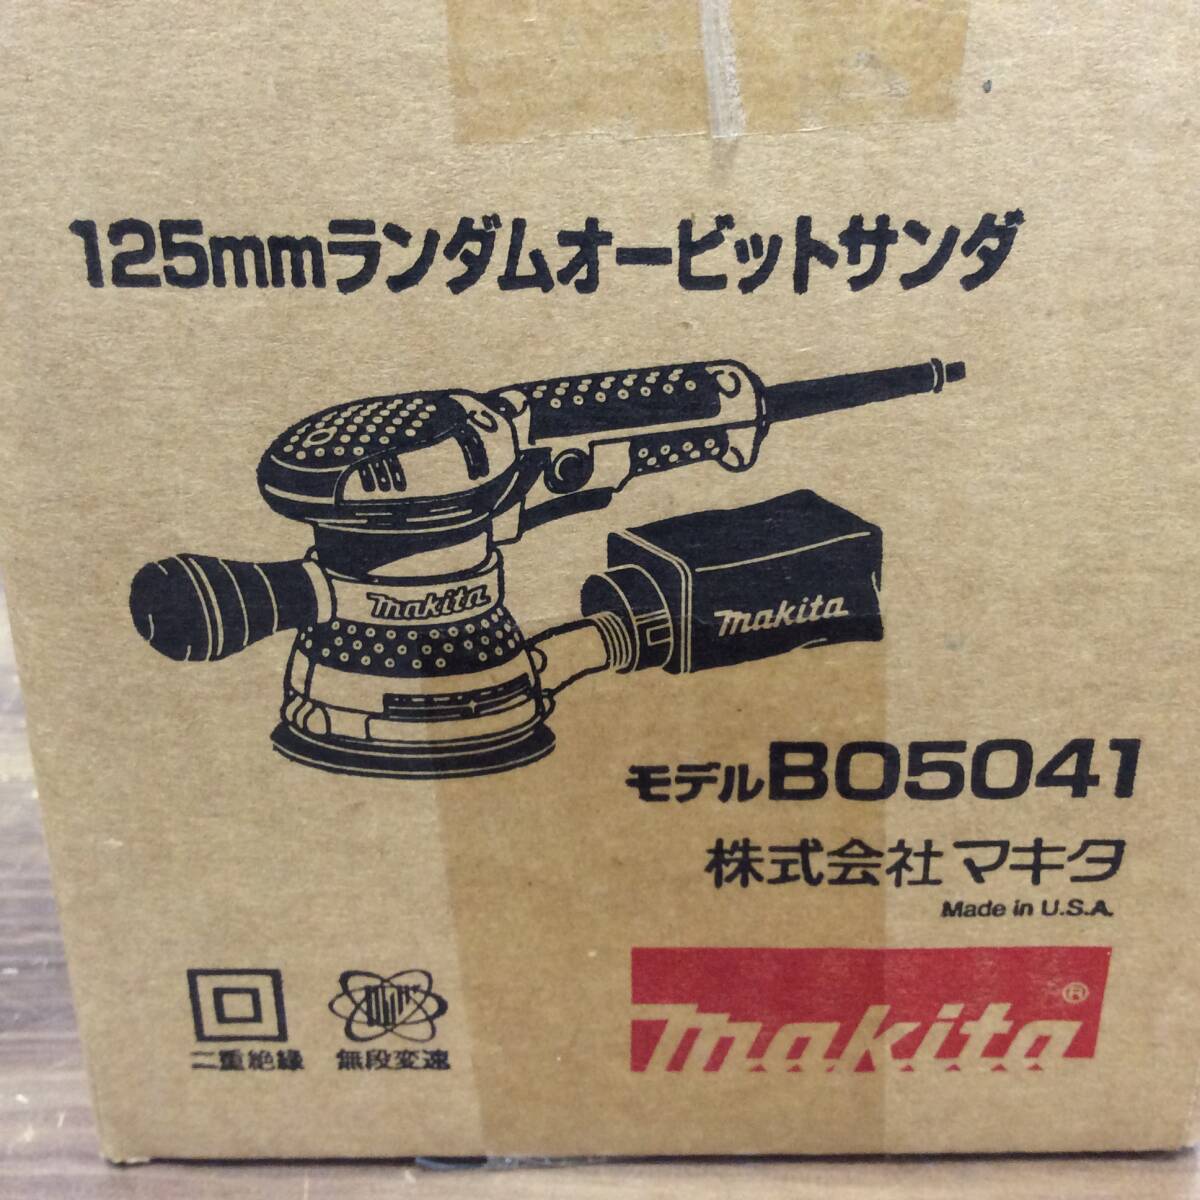 125mmランダムオービットサンダ
makita
makita
モデルBO5041
株式会社マキタ
Made in U.S.A.
二重絶縁
無段変速
makita®